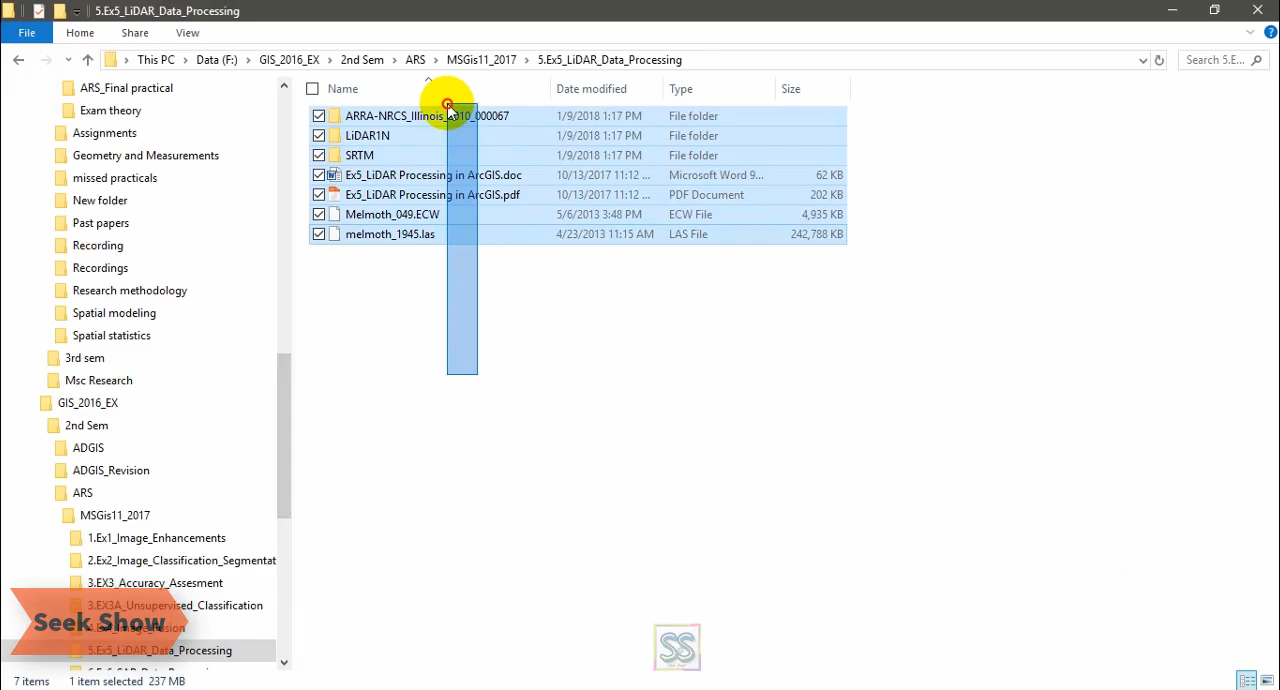 5.Ex5_LiDAR_Data_Processing
File Home Share View
This PC Data (F:) GIS_2016_EX 2nd Sem ARS MSGis11_2017 5.Ex5_LiDAR_Data_Processing Search 5.E...
ARS_Final practical
Exam theory
Assignments
Geometry and Measurements
missed practicals
New folder
Past papers
Recording
Recordings
Research methodology
Spatial modeling
Spatial statistics
3rd sem
Msc Research
GIS_2016_EX
2nd Sem
ADGIS
ADGIS_Revision
ARS
MSGis11_2017
1.Ex1_Image_Enhancements
2.Ex2_Image_Classification_Segmentat
3.EX3_Accuracy_Assesment
3.EX3A_Unsupervised_Classification
5.Ex5_LiDAR_Data_Processing
Name Date modified Type Size
ARRA-NRCS_Illinois_2010_000067 1/9/2018 1:17 PM File folder
LiDAR1N 1/9/2018 1:17 PM File folder
SRTM 1/9/2018 1:17 PM File folder
Ex5_LiDAR Processing in ArcGIS.doc 10/13/2017 11:12 ... Microsoft Word 9... 62 KB
Ex5_LiDAR Processing in ArcGIS.pdf 10/13/2017 11:12 ... PDF Document 202 KB
Melmoth_049.ECW 5/6/2013 3:48 PM ECW File 4,935 KB
melmoth_1945.las 4/23/2013 11:15 AM LAS File 242,788 KB
Seek Show
SS
7 items 1 item selected 237 MB